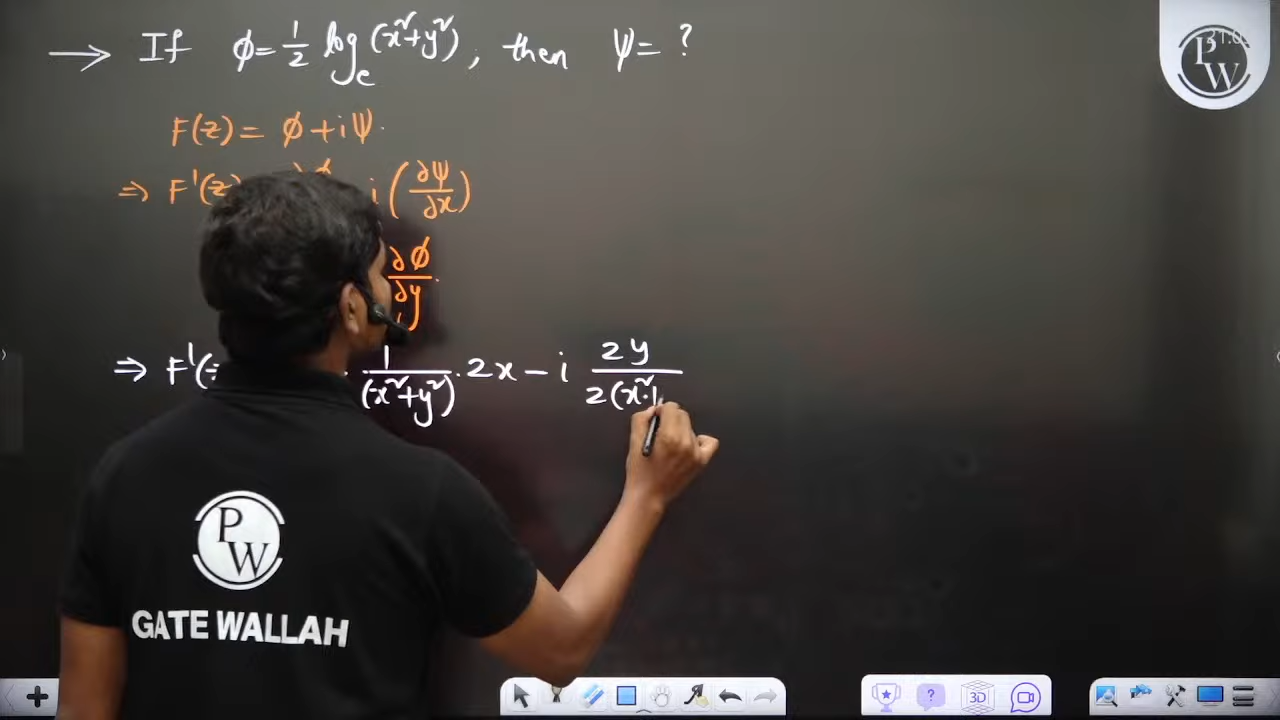 → If φ = 1/2 log_e (x²+y²), then ψ = ?
F(z) = φ + iψ.
⇒ F'(z) ∂φ i (∂ψ/∂x)
∂φ/∂y.
⇒ F'( 1/(x²+y²) . 2x - i 2y/2(x²+
PW
PW
GATE WALLAH
3D